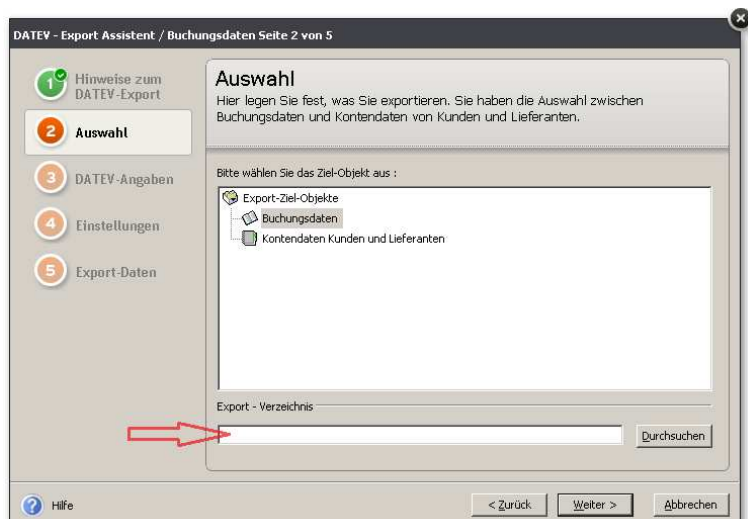 DATEV - Export Assistent / Buchungsdaten Seite 2 von 5
1 Hinweise zum
DATEV-Export
2 Auswahl
3 DATEV-Angaben
4 Einstellungen
5 Export-Daten
Auswahl
Hier legen Sie fest, was Sie exportieren. Sie haben die Auswahl zwischen
Buchungsdaten und Kontendaten von Kunden und Lieferanten.
Bitte wählen Sie das Ziel-Objekt aus :
Export-Ziel-Objekte
Buchungsdaten
Kontendaten Kunden und Lieferanten
Export - Verzeichnis
Durchsuchen
? Hilfe
< Zurück
Weiter >
Abbrechen